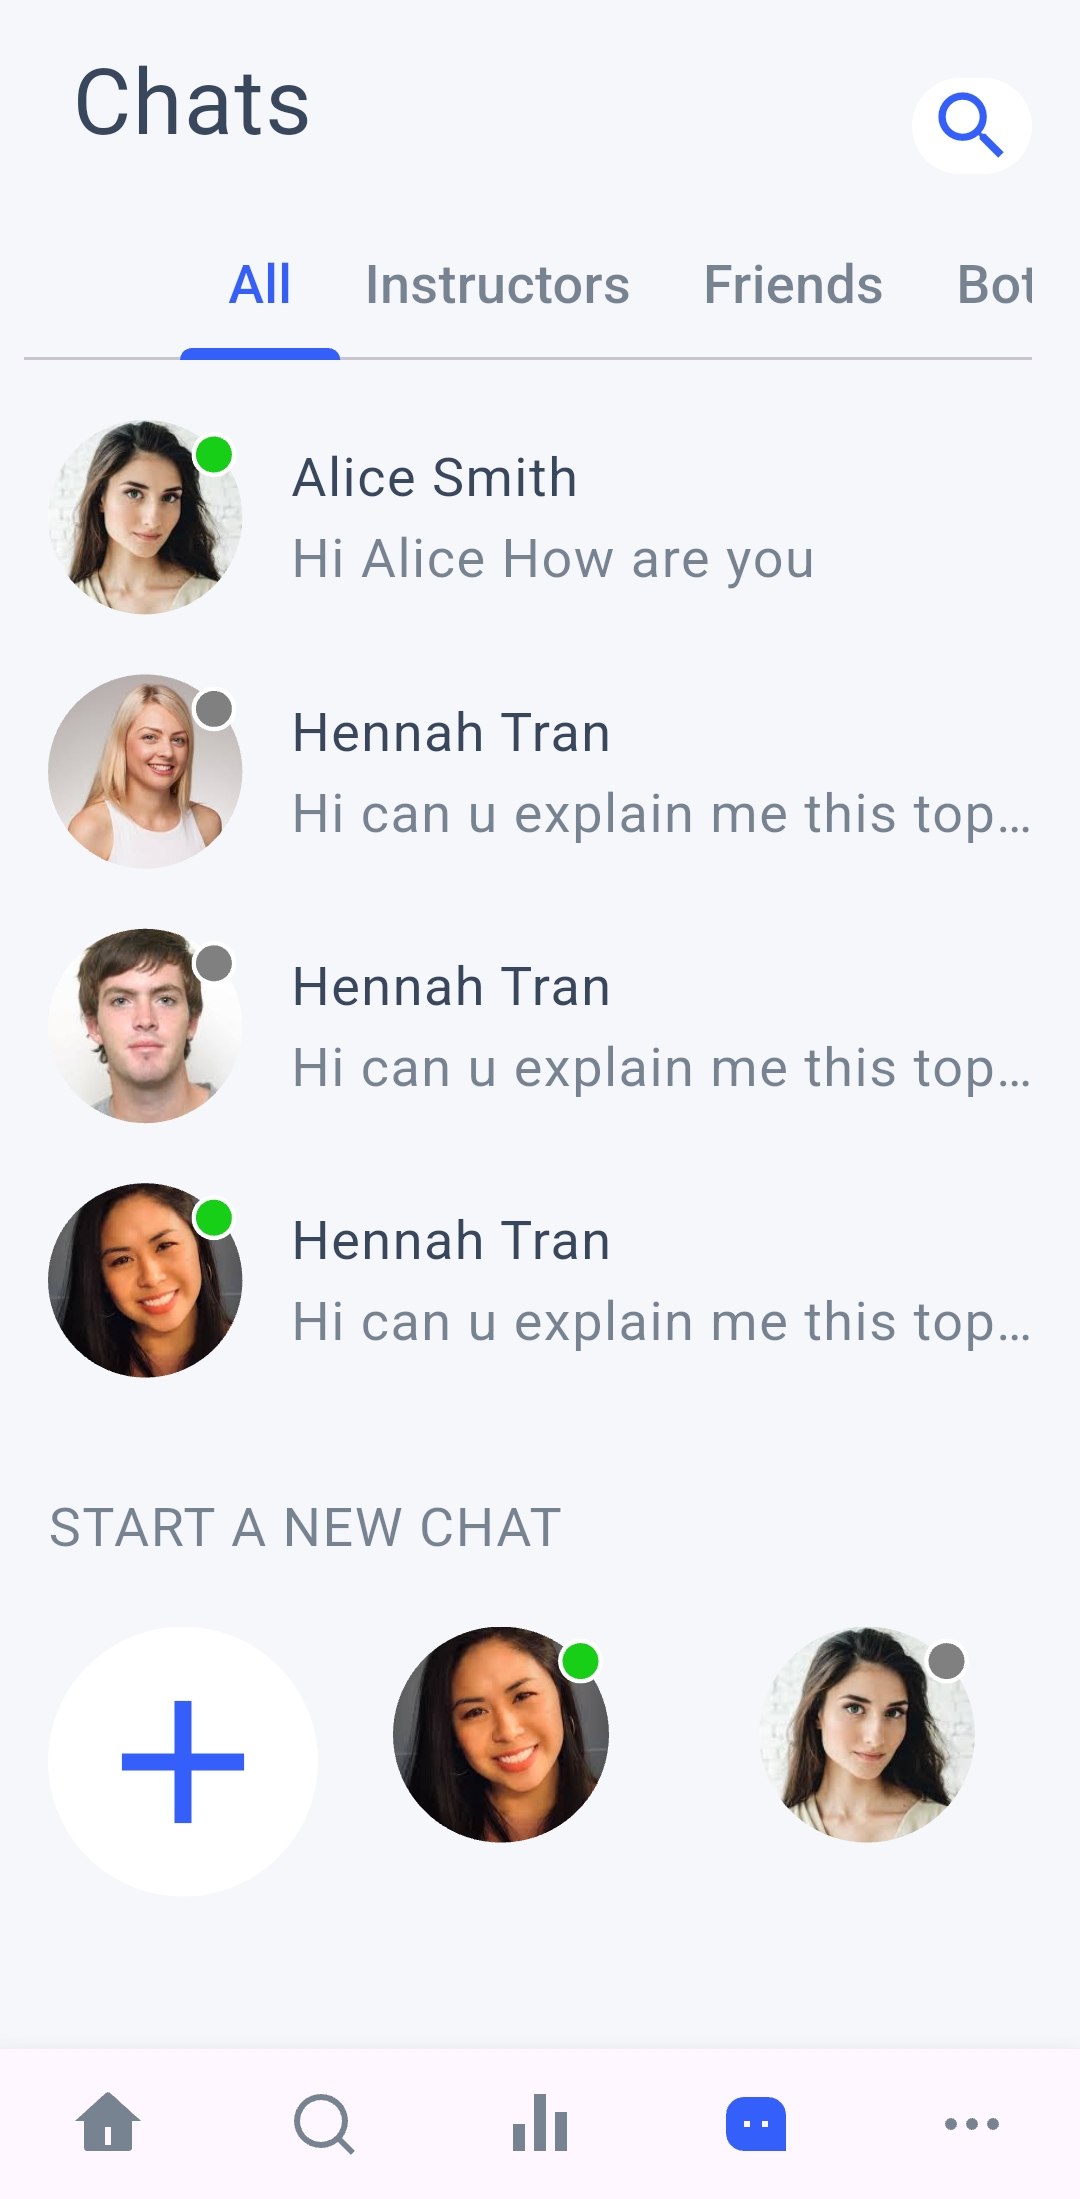 Chats
All Instructors Friends Bot
Alice Smith
Hi Alice How are you
Hennah Tran
Hi can u explain me this top…
Hennah Tran
Hi can u explain me this top…
Hennah Tran
Hi can u explain me this top…
START A NEW CHAT